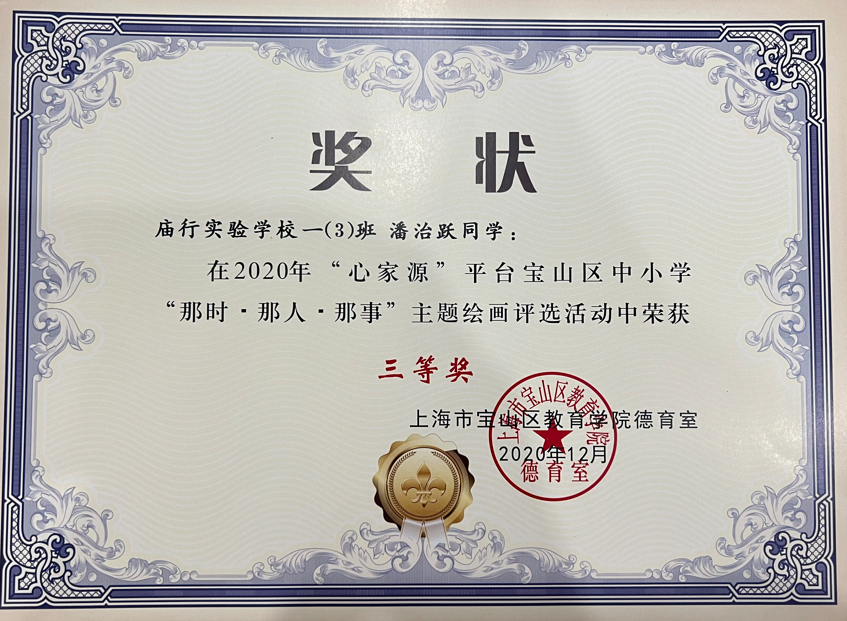 奖 状
庙行实验学校一(3)班 潘治跃同学：
在2020年“心家源”平台宝山区中小学
“那时·那人·那事”主题绘画评选活动中荣获
三等奖
上海市宝山区教育学院德育室
2020年12月
上海市宝山区教育学院
德育室